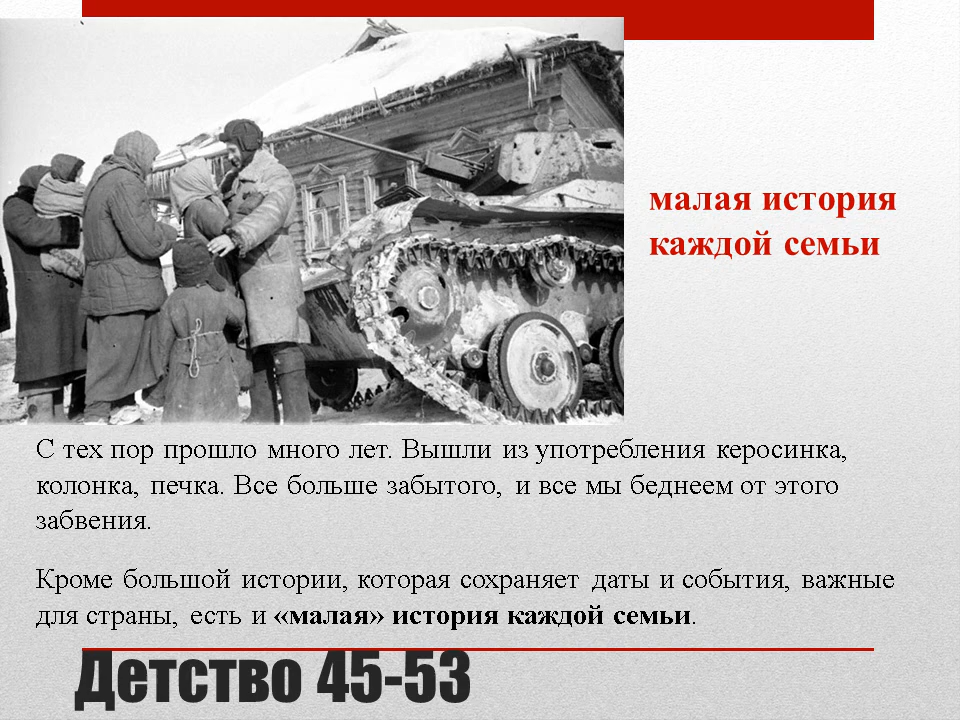 малая история
каждой семьи
С тех пор прошло много лет. Вышли из употребления керосинка,
колонка, печка. Все больше забытого, и все мы беднеем от этого
забвения.
Кроме большой истории, которая сохраняет даты и события, важные
для страны, есть и «малая» история каждой семьи.
Детство 45-53